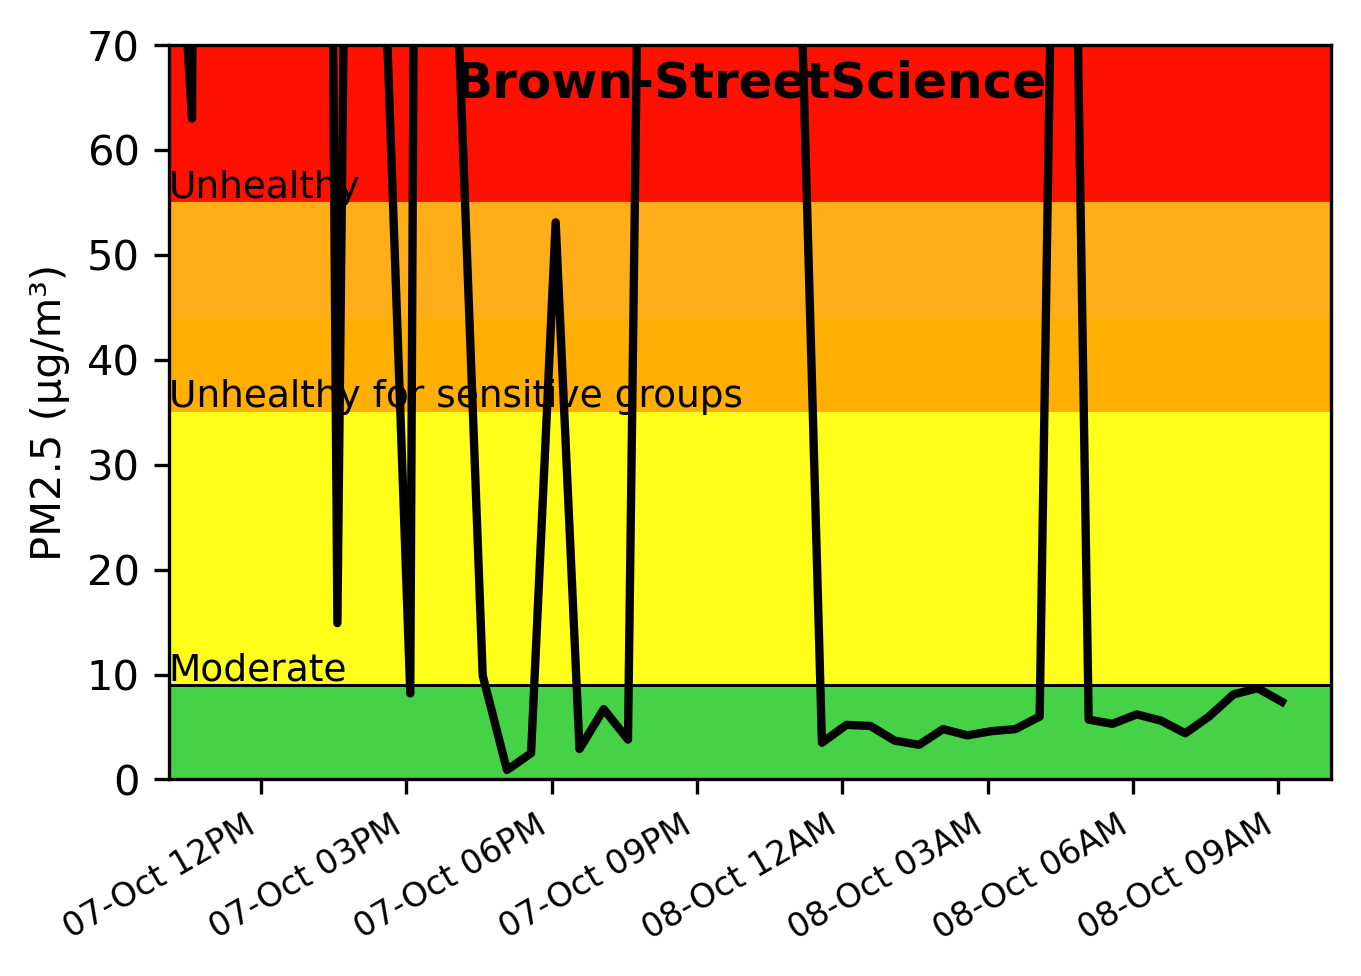 Brown-StreetScience
70
60
50
40
30
20
10
0
PM2.5 (µg/m³)
Unhealthy
Unhealthy for sensitive groups
Moderate
07-Oct 12PM
07-Oct 03PM
07-Oct 06PM
07-Oct 09PM
08-Oct 12AM
08-Oct 03AM
08-Oct 06AM
08-Oct 09AM